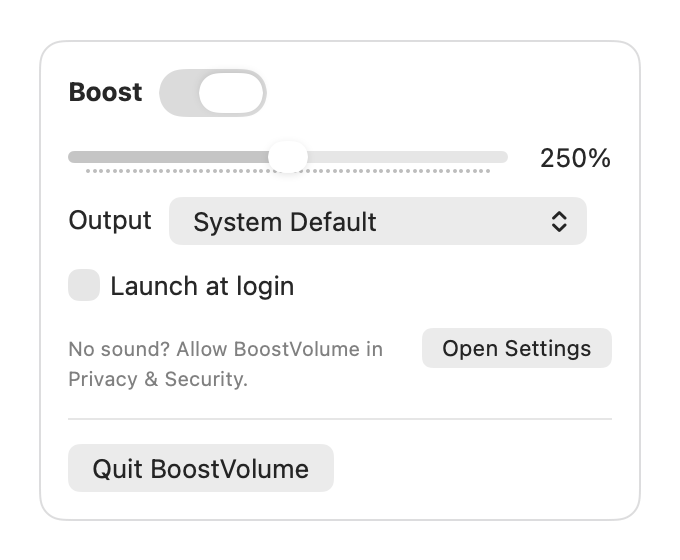 Boost
250%
Output System Default
Launch at login
No sound? Allow BoostVolume in
Privacy & Security.
Open Settings
Quit BoostVolume